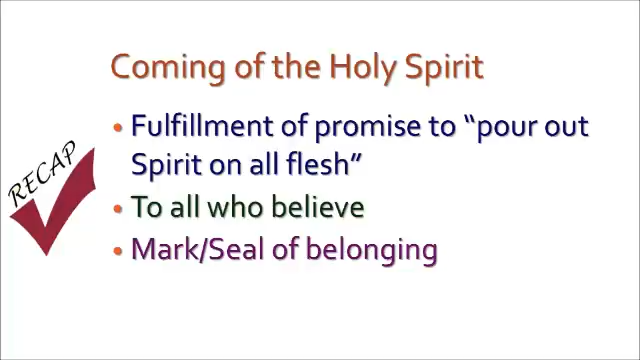 Coming of the Holy Spirit
• Fulfillment of promise to “pour out
Spirit on all flesh”
• To all who believe
• Mark/Seal of belonging
RECAP